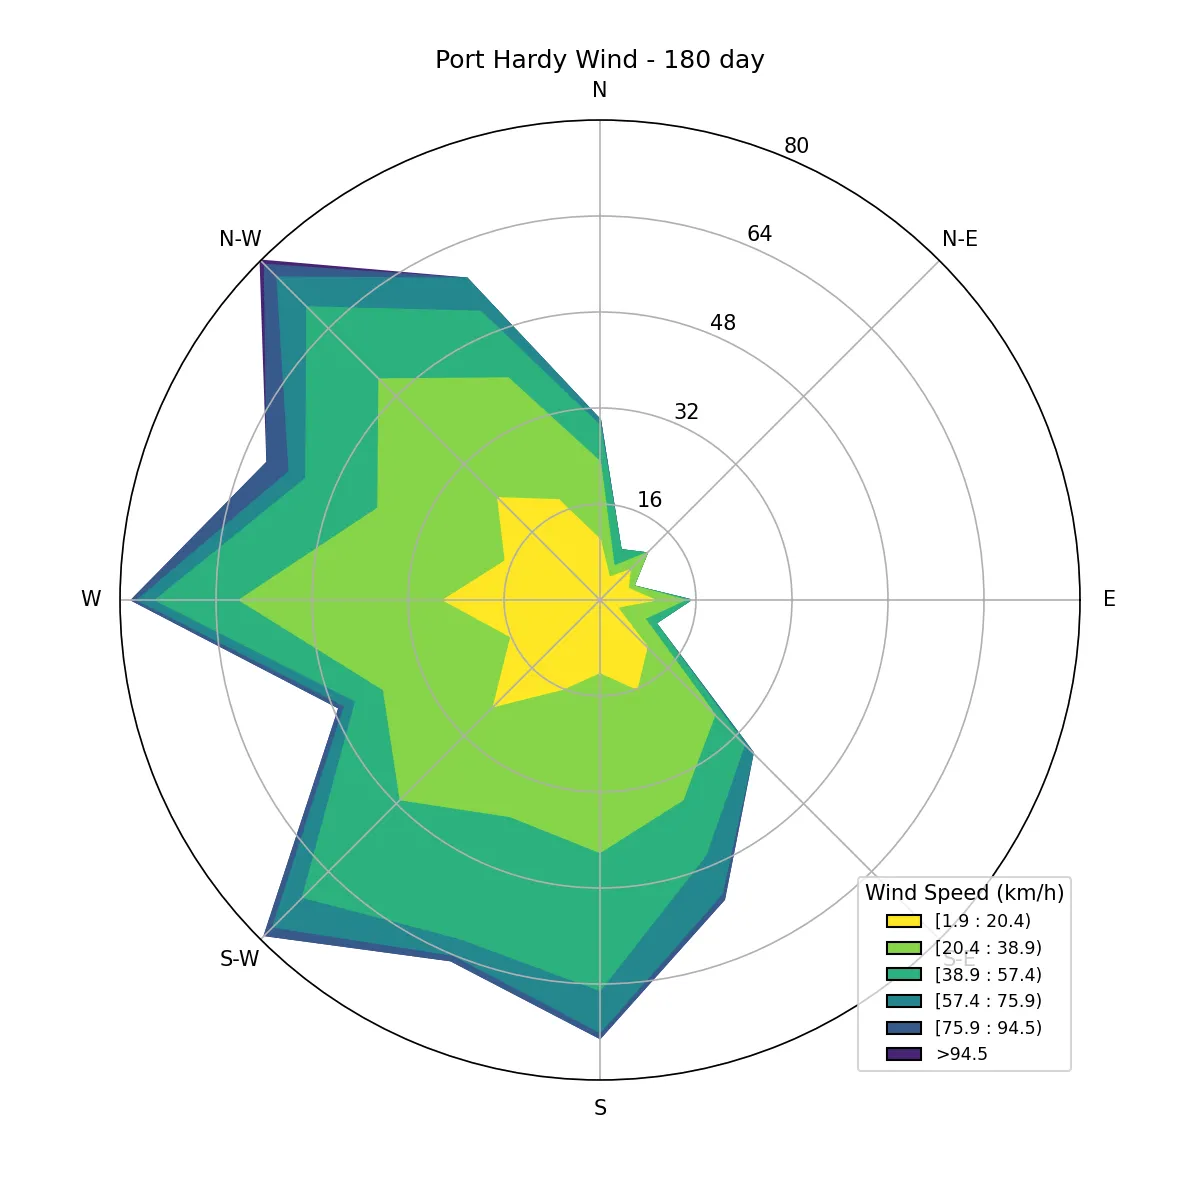 Port Hardy Wind - 180 day
N
80
N-W
N-E
64
48
32
16
W
E
S-W
S-E
S
Wind Speed (km/h)
[1.9 : 20.4)
[20.4 : 38.9)
[38.9 : 57.4)
[57.4 : 75.9)
[75.9 : 94.5)
>94.5